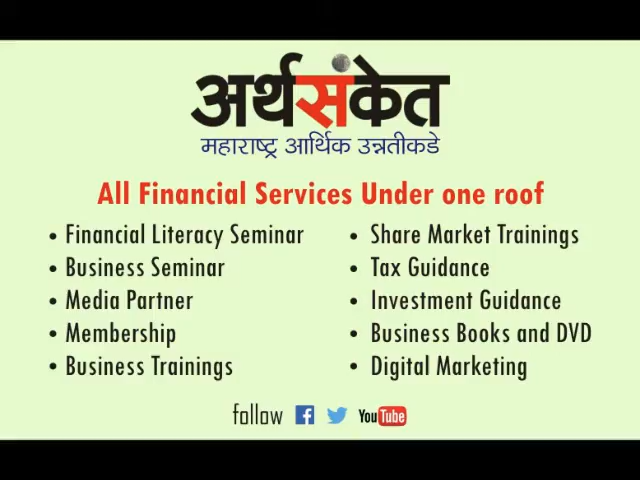 अर्थसंकेत
महाराष्ट्र आर्थिक उन्नतीकडे
All Financial Services Under one roof
• Financial Literacy Seminar
• Business Seminar
• Media Partner
• Membership
• Business Trainings
• Share Market Trainings
• Tax Guidance
• Investment Guidance
• Business Books and DVD
• Digital Marketing
follow f YouTube